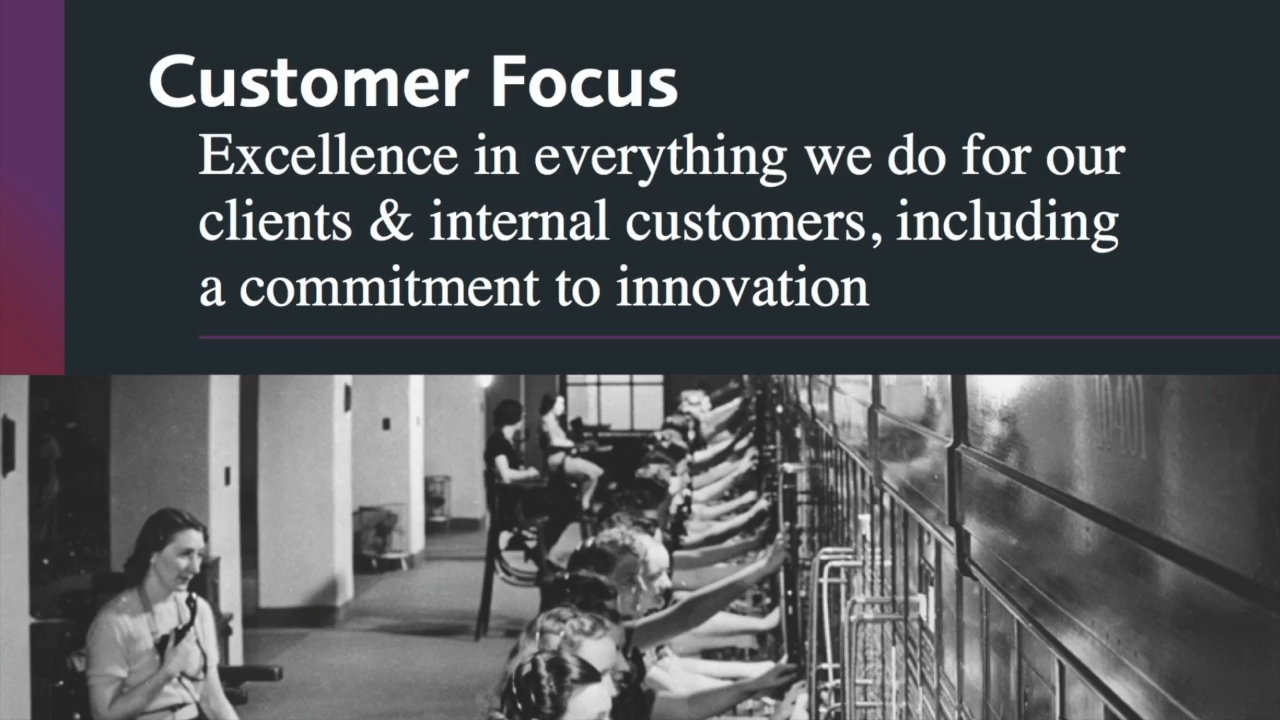 Customer Focus
Excellence in everything we do for our
clients & internal customers, including
a commitment to innovation